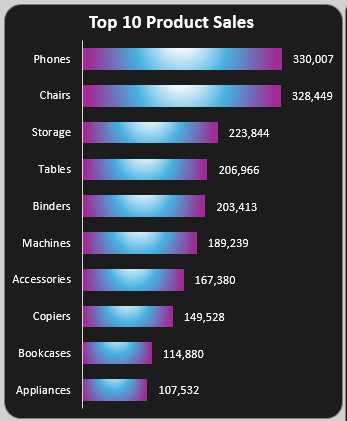 Top 10 Product Sales
Phones 330,007
Chairs 328,449
Storage 223,844
Tables 206,966
Binders 203,413
Machines 189,239
Accessories 167,380
Copiers 149,528
Bookcases 114,880
Appliances 107,532